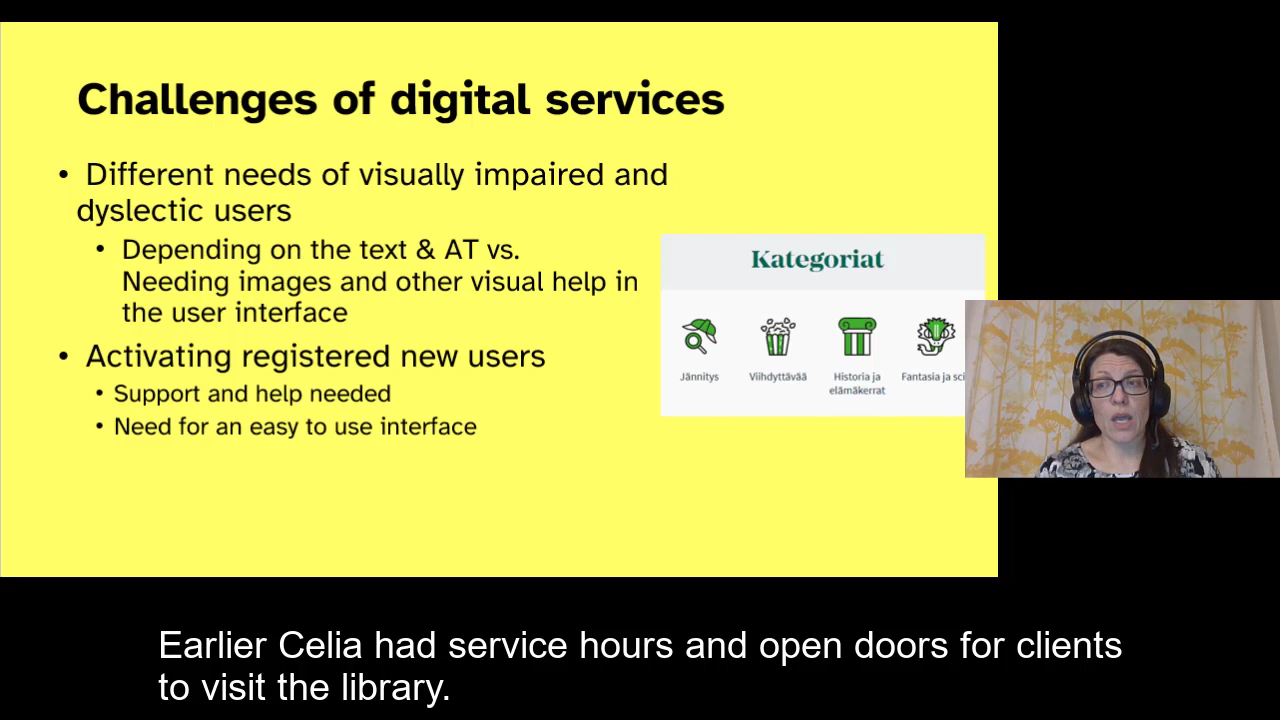 Challenges of digital services
• Different needs of visually impaired and
dyslectic users
• Depending on the text & AT vs.
Needing images and other visual help in
the user interface
• Activating registered new users
• Support and help needed
• Need for an easy to use interface
Kategoriat
Jännitys
Viihdyttävää
Historia ja
elämäkerrat
Fantasia ja sci
Earlier Celia had service hours and open doors for clients
to visit the library.